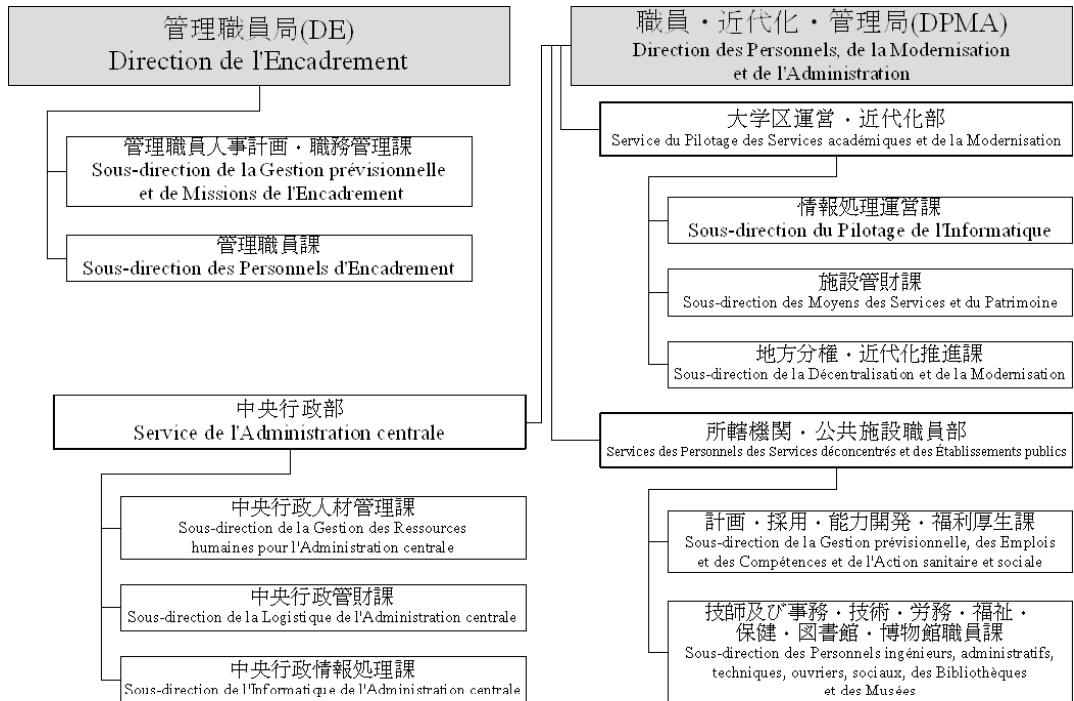 管理職員局(DE)
Direction de l'Encadrement
管理職員人事計画・職務管理課
Sous-direction de la Gestion prévisionnelle
et de Missions de l'Encadrement
管理職員課
Sous-direction des Personnels d'Encadrement
職員・近代化・管理局(DPMA)
Direction des Personnels, de la Modernisation
et de l'Administration
大学区運営・近代化部
Service du Pilotage des Services académiques et de la Modernisation
情報処理運営課
Sous-direction du Pilotage de l'Informatique
施設管財課
Sous-direction des Moyens des Services et du Patrimoine
地方分権・近代化推進課
Sous-direction de la Décentralisation et de la Modernisation
中央行政部
Service de l'Administration centrale
中央行政人材管理課
Sous-direction de la Gestion des Ressources
humaines pour l'Administration centrale
中央行政管財課
Sous-direction de la Logistique de l'Administration centrale
中央行政情報処理課
Sous-direction de l'Informatique de l'Administration centrale
所轄機関・公共施設職員部
Services des Personnels des Services déconcentrés et des Établissements publics
計画・採用・能力開発・福利厚生課
Sous-direction de la Gestion prévisionnelle, des Emplois
et des Compétences et de l'Action sanitaire et sociale
技師及び事務・技術・労務・福祉・
保健・図書館・博物館職員課
Sous-direction des Personnels ingénieurs, administratifs,
techniques, ouvriers, sociaux, des Bibliothèques
et des Musées